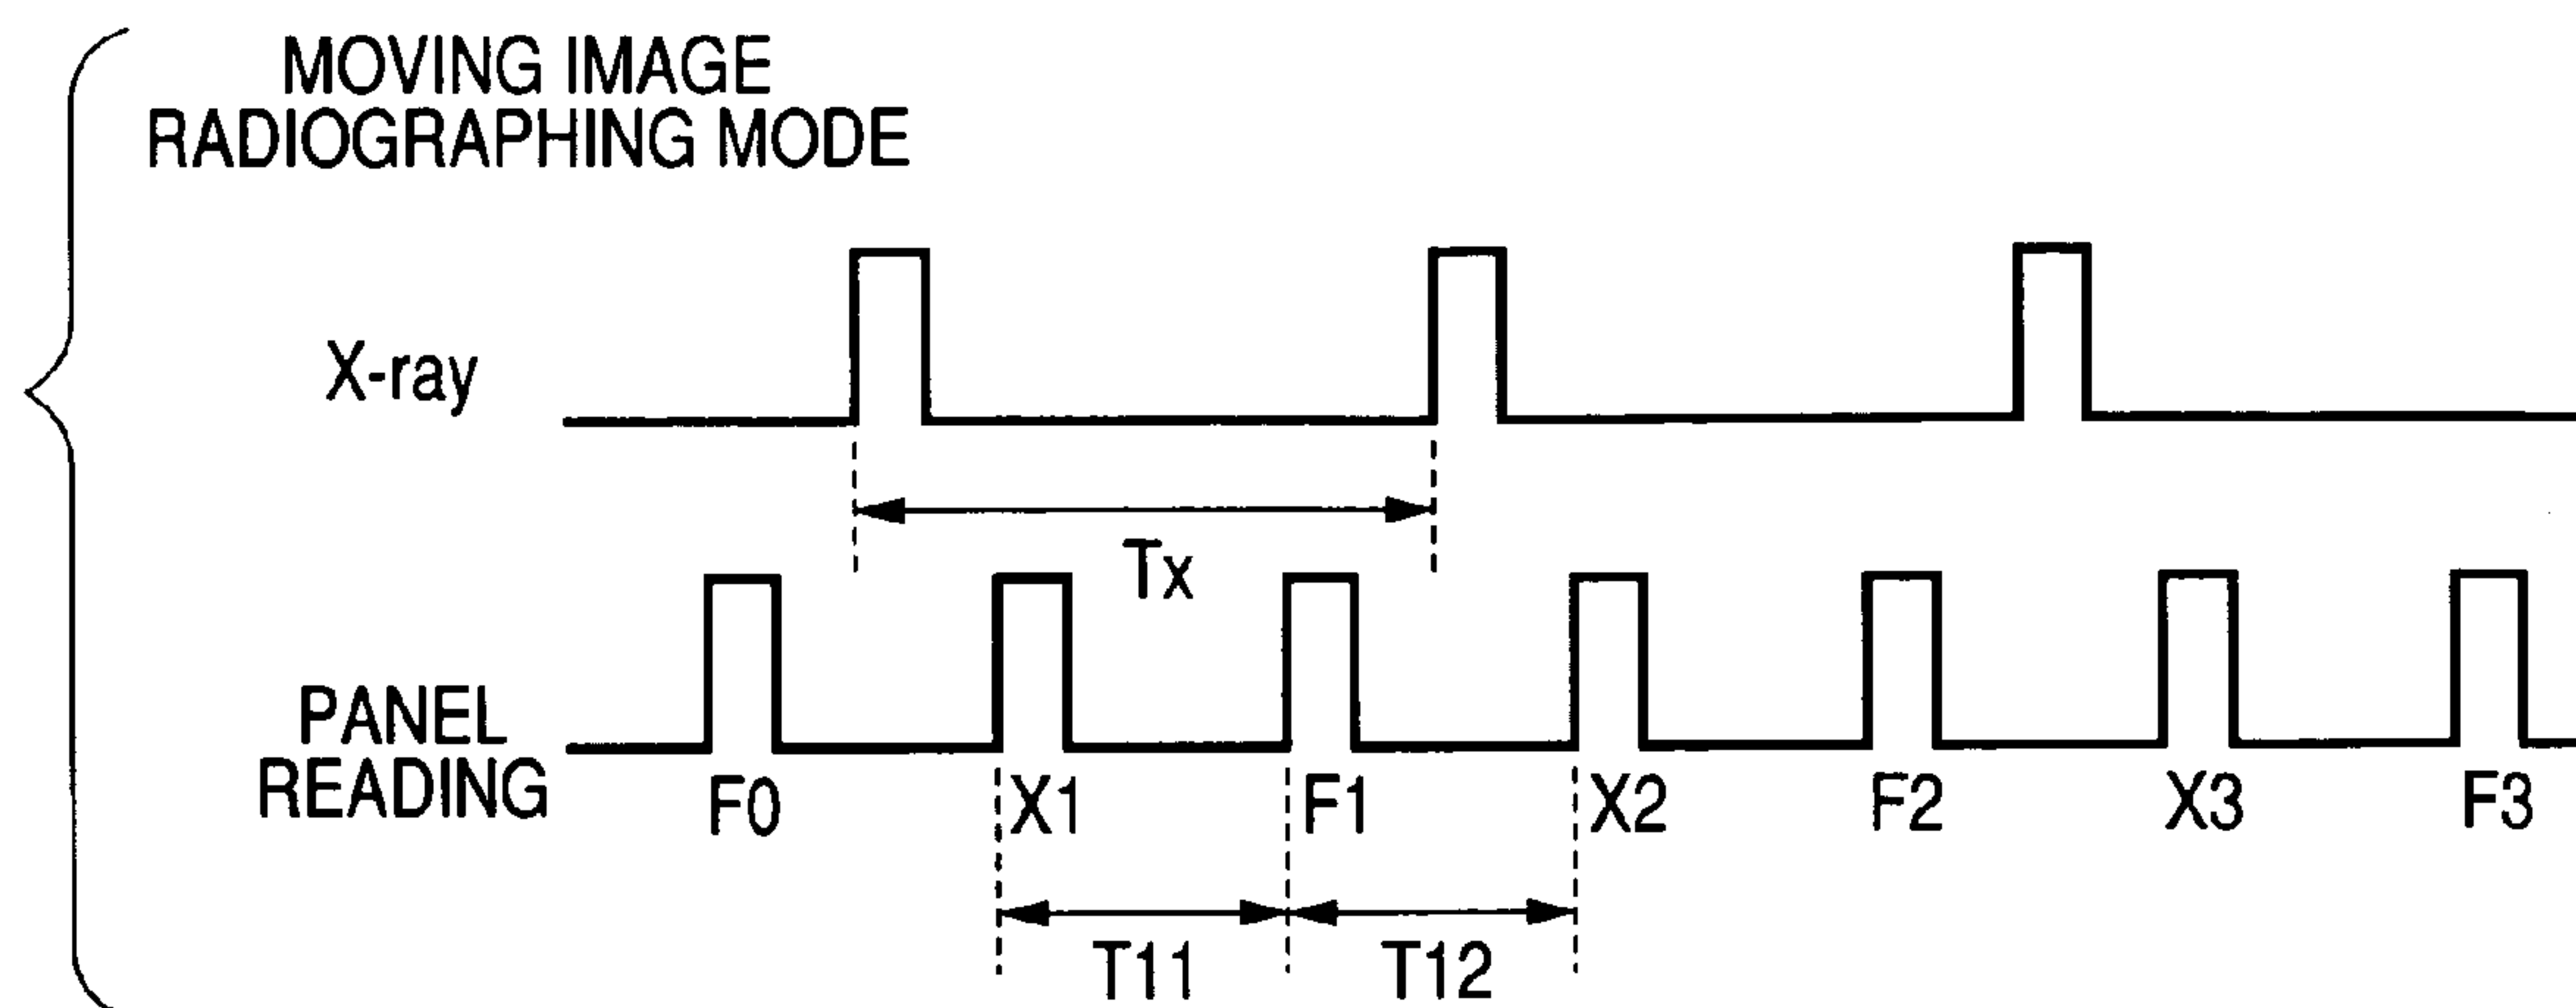 MOVING IMAGE
RADIOGRAPHING MODE
X-ray
Tx
PANEL
READING
F0 X1 F1 X2 F2 X3 F3
T11 T12